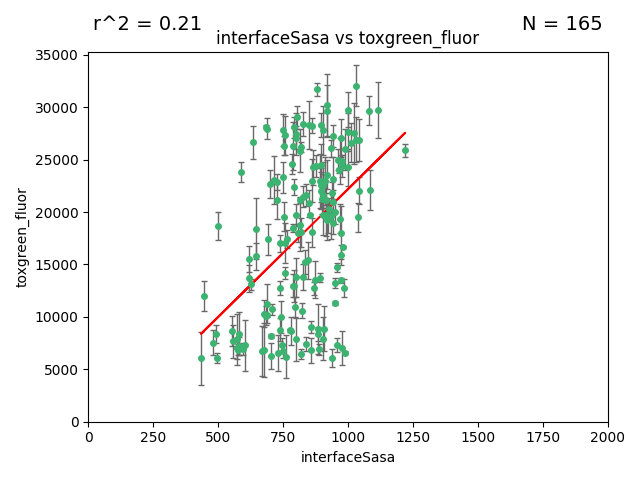 r^2 = 0.21
N = 165
interfaceSasa vs toxgreen_fluor
35000
30000
25000
20000
15000
10000
5000
0
toxgreen_fluor
0 250 500 750 1000 1250 1500 1750 2000
interfaceSasa